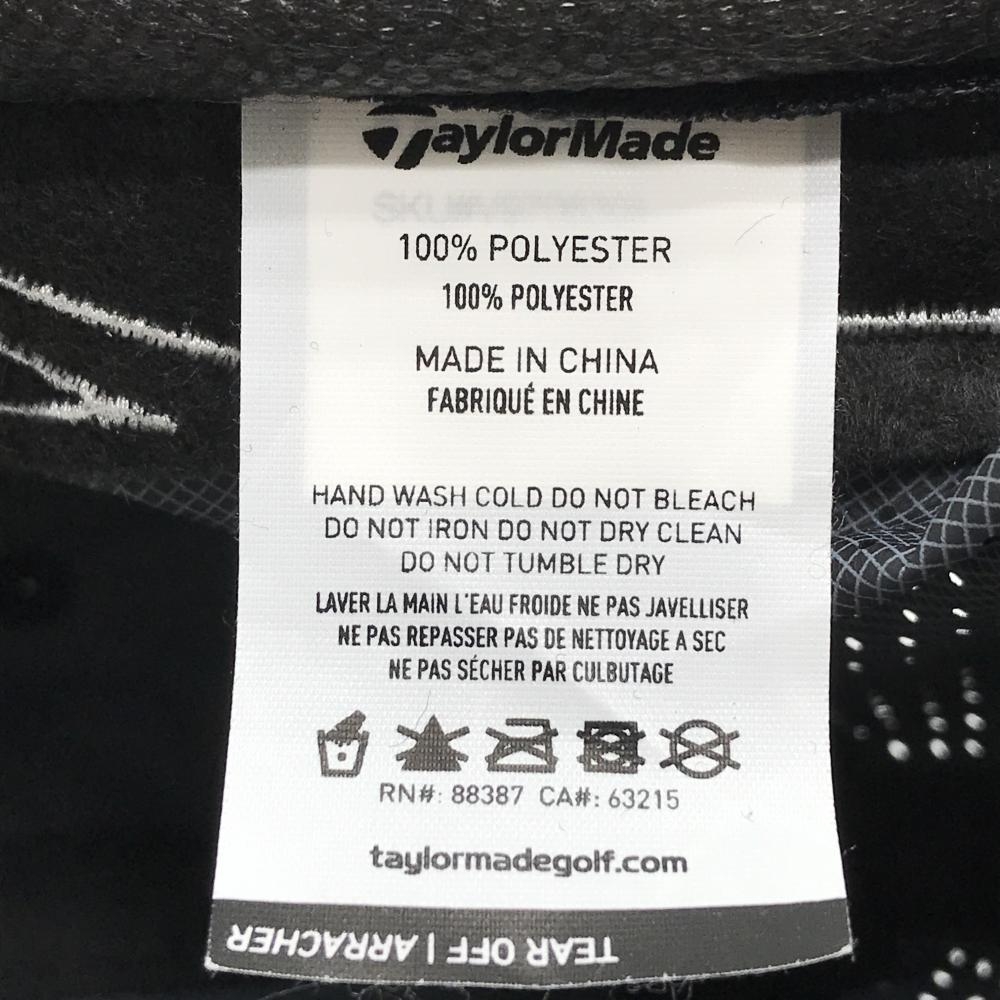 TaylorMade
100% POLYESTER
100% POLYESTER
MADE IN CHINA
FABRIQUÉ EN CHINE
HAND WASH COLD DO NOT BLEACH
DO NOT IRON DO NOT DRY CLEAN
DO NOT TUMBLE DRY
LAVER LA MAIN L'EAU FROIDE NE PAS JAVELLISER
NE PAS REPASSER PAS DE NETTOYAGE A SEC
NE PAS SÉCHER PAR CULBUTAGE
RN#: 88387 CA#: 63215
taylormadegolf.com
TEAR OFF | ARRACHER